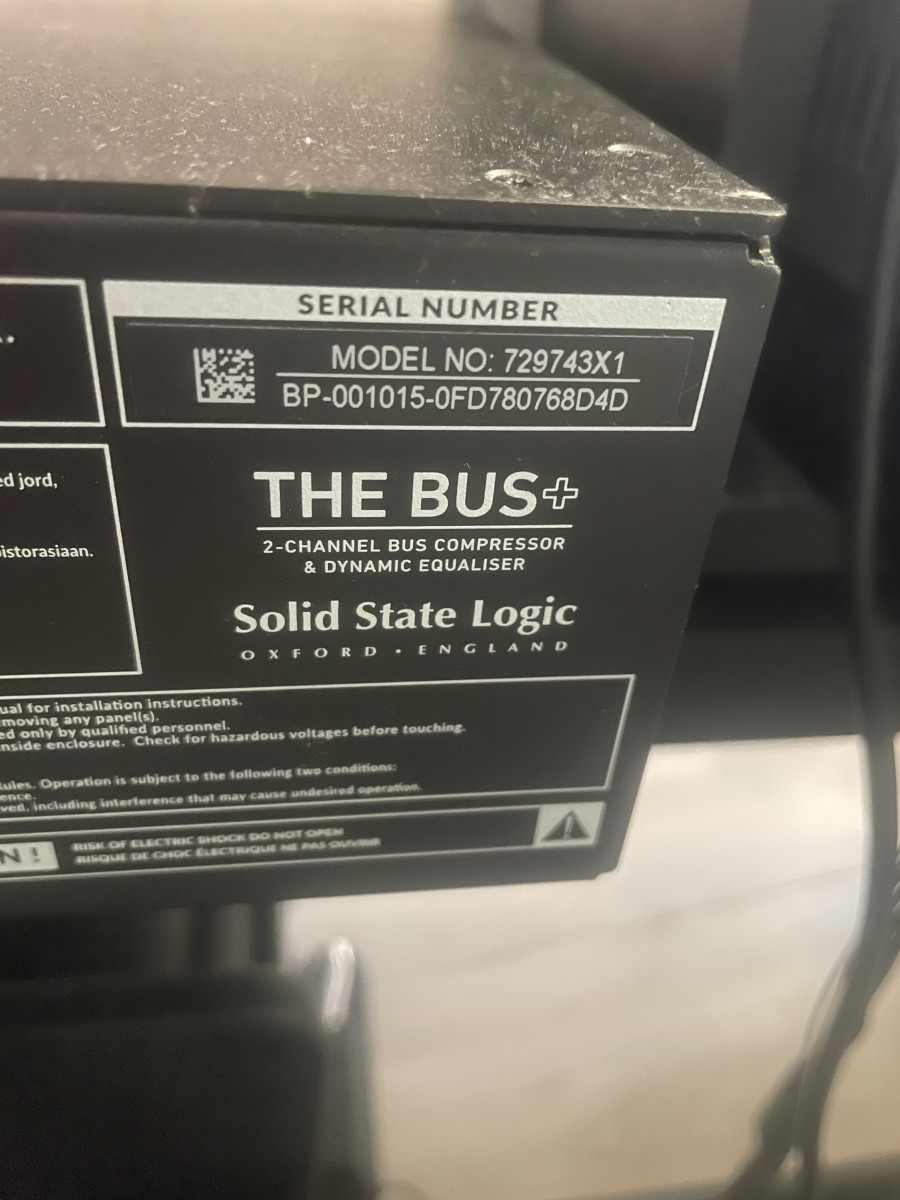 SERIAL NUMBER
MODEL NO: 729743X1
BP-001015-0FD780768D4D
ed jord,
istorasiaan.
THE BUS+
2-CHANNEL BUS COMPRESSOR
& DYNAMIC EQUALISER
Solid State Logic
OXFORD • ENGLAND
ual for installation instructions.
moving any panel(s).
ed only by qualified personnel.
nside enclosure. Check for hazardous voltages before touching.
Rules. Operation is subject to the following two conditions:
ence.
ved, including interference that may cause undesired operation.
N !
RISK OF ELECTRIC SHOCK DO NOT OPEN
RISQUE DE CHOC ÉLECTRIQUE NE PAS OUVRIR